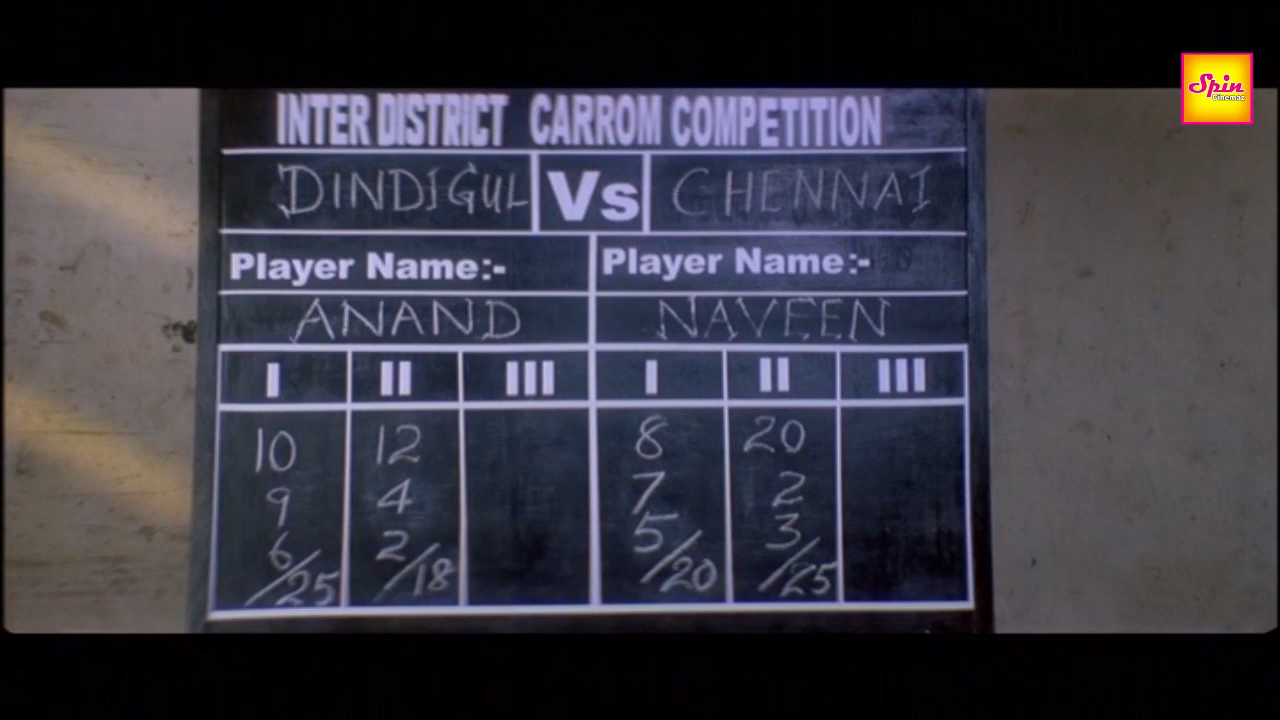 Spin
Cinemaz
INTER DISTRICT CARROM COMPETITION
DINDIGUL Vs CHENNAI
Player Name:- Player Name:-
ANAND NAVEEN
I II III I II III
10 12 8 20
9 4 7 2
6 2 5 3
/25 /18 /20 /25